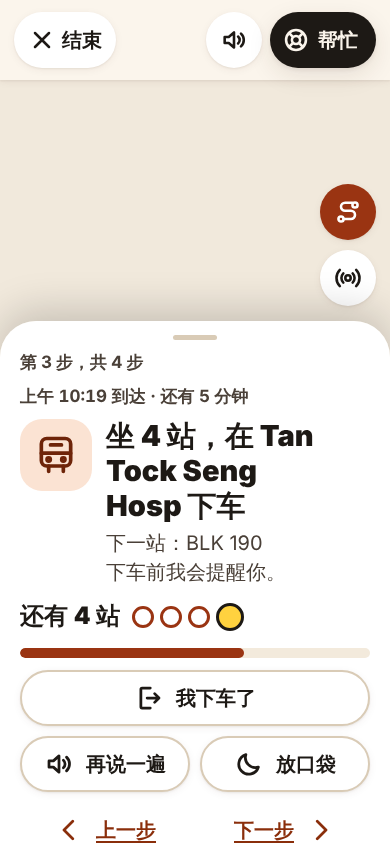 结束
帮忙
第 3 步，共 4 步
上午 10:19 到达 · 还有 5 分钟
坐 4 站，在 Tan
Tock Seng
Hosp 下车
下一站：BLK 190
下车前我会提醒你。
还有 4 站
我下车了
再说一遍
放口袋
上一步
下一步